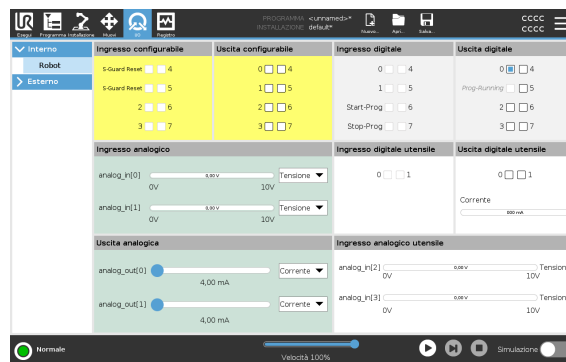 PROGRAMMA <unnamed>*
INSTALLAZIONE default*
CCCC
CCCC
Esegui Programma Installazione Muovi I/O Registro Nuovo... Apri... Salva...
Interno
Robot
Esterno
Ingresso configurabile
S-Guard Reset 4
S-Guard Reset 5
2 6
3 7
Uscita configurabile
0 4
1 5
2 6
3 7
Ingresso digitale
0 4
1 5
Start-Prog 6
Stop-Prog 7
Uscita digitale
0 4
Prog-Running 5
2 6
3 7
Ingresso analogico
analog_in[0] 0,00 V Tensione
0V 10V
analog_in[1] 0,00 V Tensione
0V 10V
Ingresso digitale utensile
0 1
Uscita digitale utensile
0 1
Corrente
000 mA
Uscita analogica
analog_out[0] Corrente
4,00 mA
analog_out[1] Corrente
4,00 mA
Ingresso analogico utensile
analog_in[2] 0,00 V Tension
0V 10V
analog_in[3] 0,00 V Tension
0V 10V
Normale
Velocità 100%
Simulazione